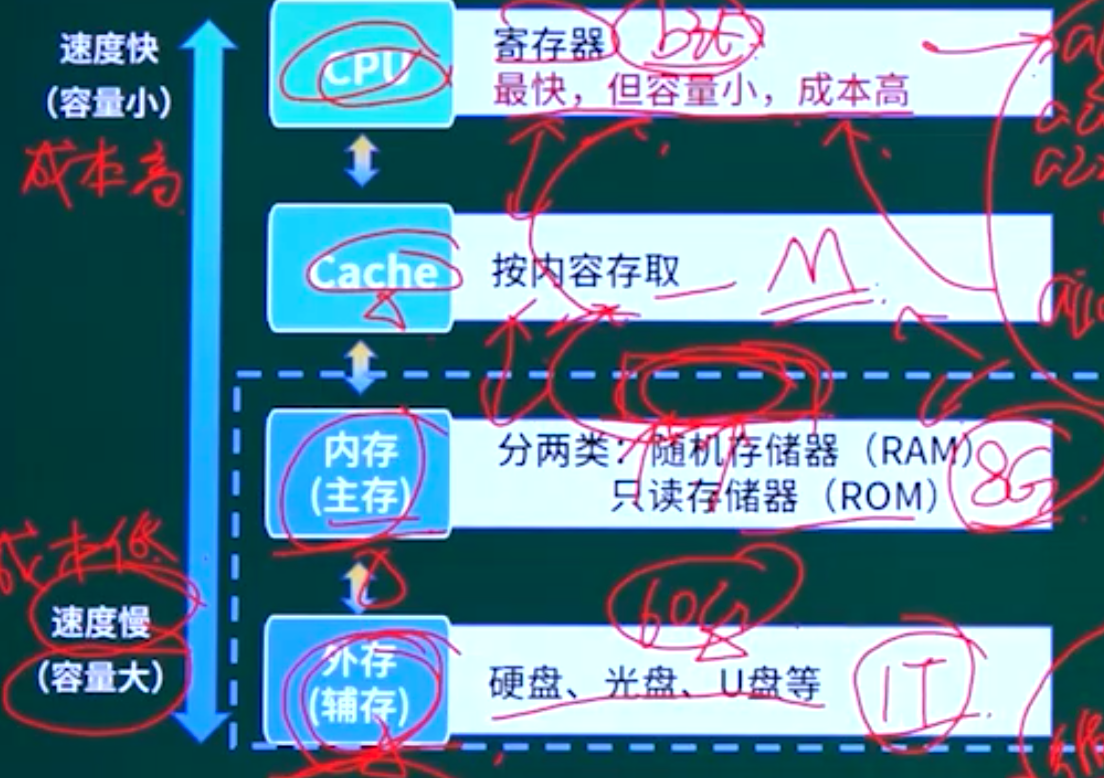 速度快
（容量小）
成本高
CPU
寄存器 bit
最快，但容量小，成本高
Cache
按内容存取 — M
内存
(主存)
分两类：随机存储器（RAM）
只读存储器（ROM）
8G
成本低
速度慢
（容量大）
60G
外存
(辅存)
硬盘、光盘、U盘等
1T